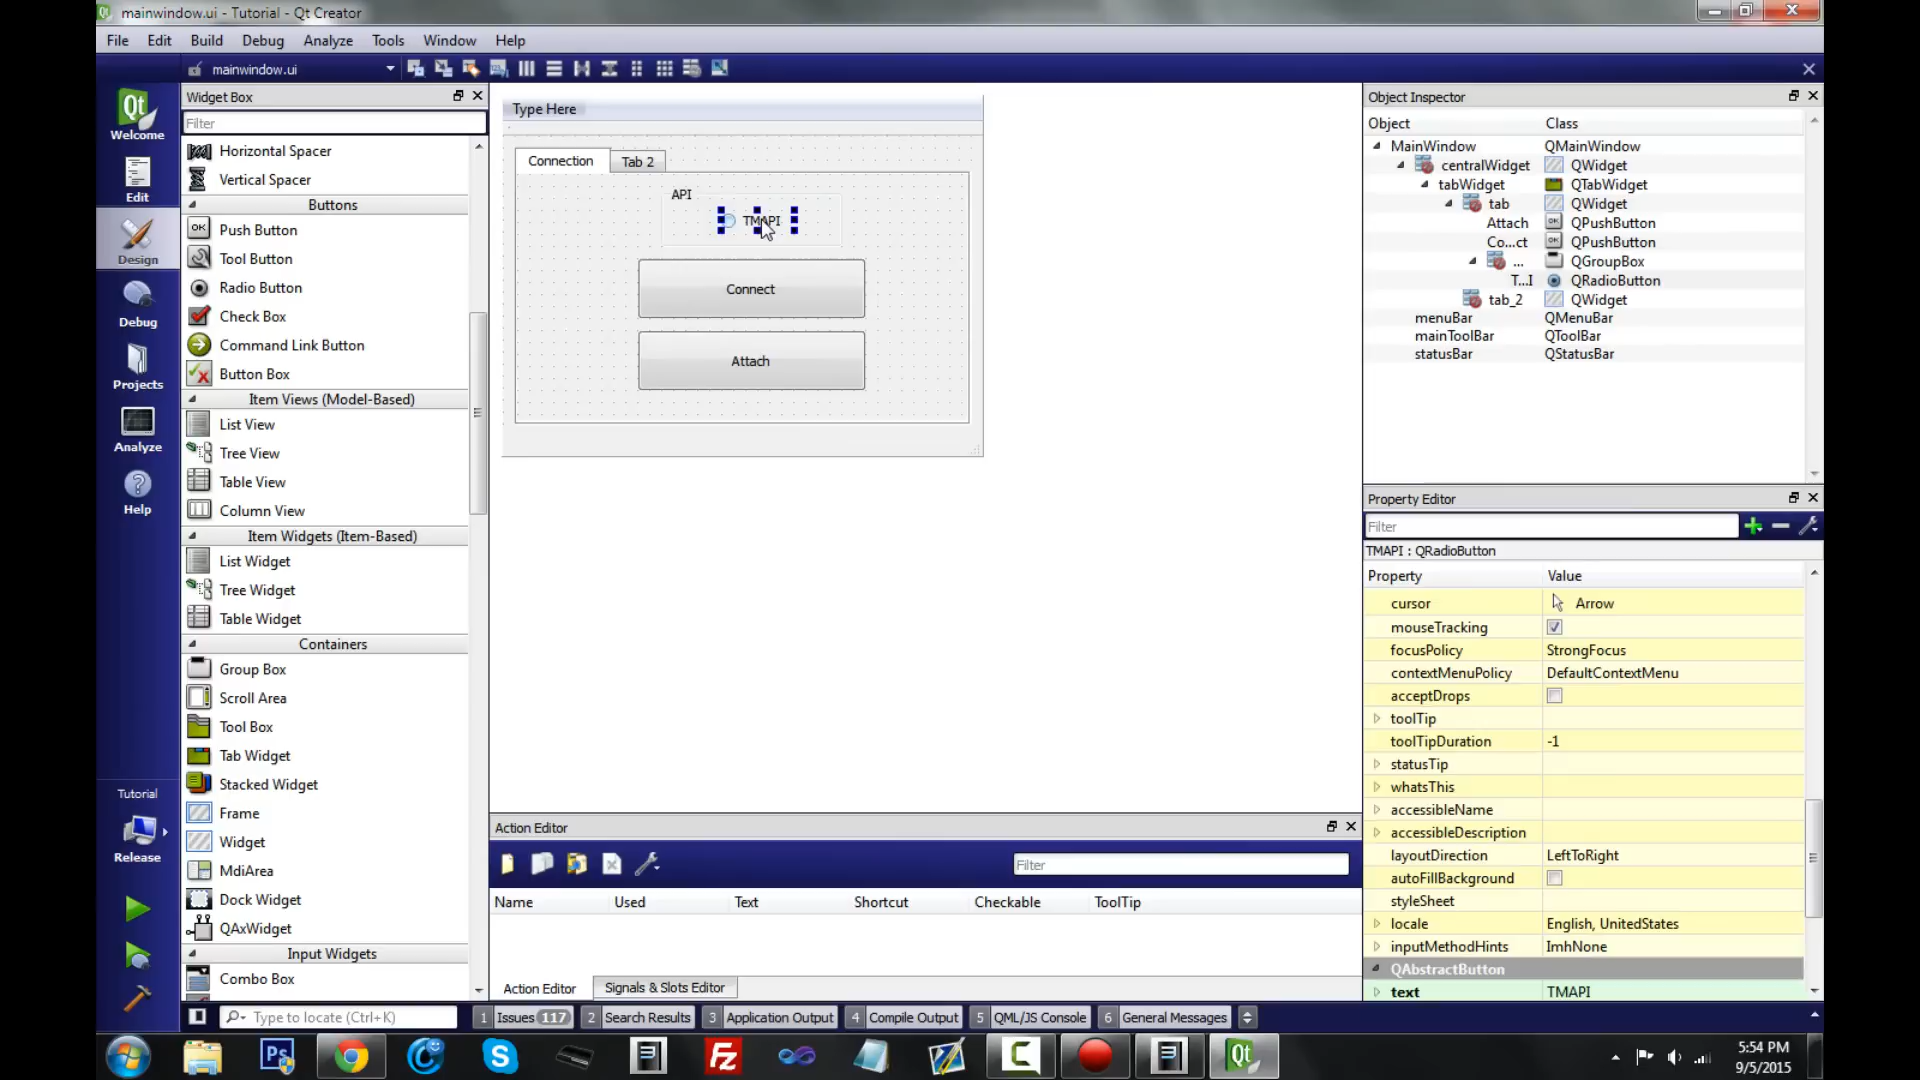 mainwindow.ui - Tutorial - Qt Creator
File Edit Build Debug Analyze Tools Window Help
mainwindow.ui
Welcome
Edit
Design
Debug
Projects
Analyze
Help
Tutorial
Release
Widget Box
Filter
Horizontal Spacer
Vertical Spacer
Buttons
Push Button
Tool Button
Radio Button
Check Box
Command Link Button
Button Box
Item Views (Model-Based)
List View
Tree View
Table View
Column View
Item Widgets (Item-Based)
List Widget
Tree Widget
Table Widget
Containers
Group Box
Scroll Area
Tool Box
Tab Widget
Stacked Widget
Frame
Widget
MdiArea
Dock Widget
QAxWidget
Input Widgets
Combo Box
Type Here
Connection Tab 2
API
TMAPI
Connect
Attach
Action Editor
Filter
Name Used Text Shortcut Checkable ToolTip
Action Editor Signals & Slots Editor
Object Inspector
Object Class
MainWindow QMainWindow
centralWidget QWidget
tabWidget QTabWidget
tab QWidget
Attach QPushButton
Co...ct QPushButton
... QGroupBox
T...I QRadioButton
tab_2 QWidget
menuBar QMenuBar
mainToolBar QToolBar
statusBar QStatusBar
Property Editor
Filter
TMAPI : QRadioButton
Property Value
cursor Arrow
mouseTracking
focusPolicy StrongFocus
contextMenuPolicy DefaultContextMenu
acceptDrops
toolTip
toolTipDuration -1
statusTip
whatsThis
accessibleName
accessibleDescription
layoutDirection LeftToRight
autoFillBackground
styleSheet
locale English, UnitedStates
inputMethodHints ImhNone
QAbstractButton
text TMAPI
Type to locate (Ctrl+K) 1 Issues 117 2 Search Results 3 Application Output 4 Compile Output 5 QML/JS Console 6 General Messages
5:54 PM
9/5/2015